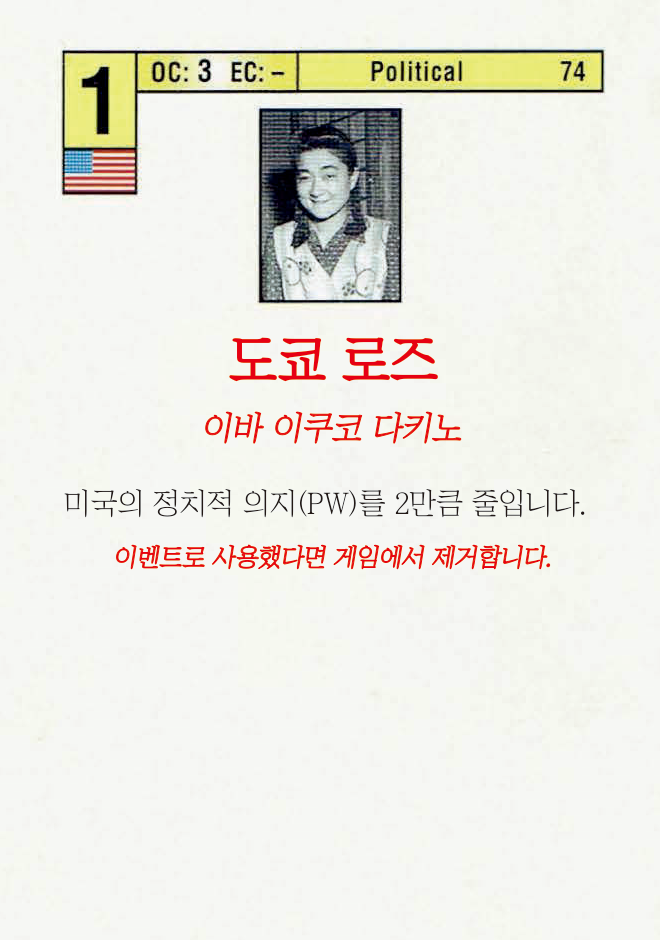 1
OC: 3 EC: – Political 74
도쿄 로즈
이바 이쿠코 다키노
미국의 정치적 의지(PW)를 2만큼 줄입니다.
이벤트로 사용했다면 게임에서 제거합니다.